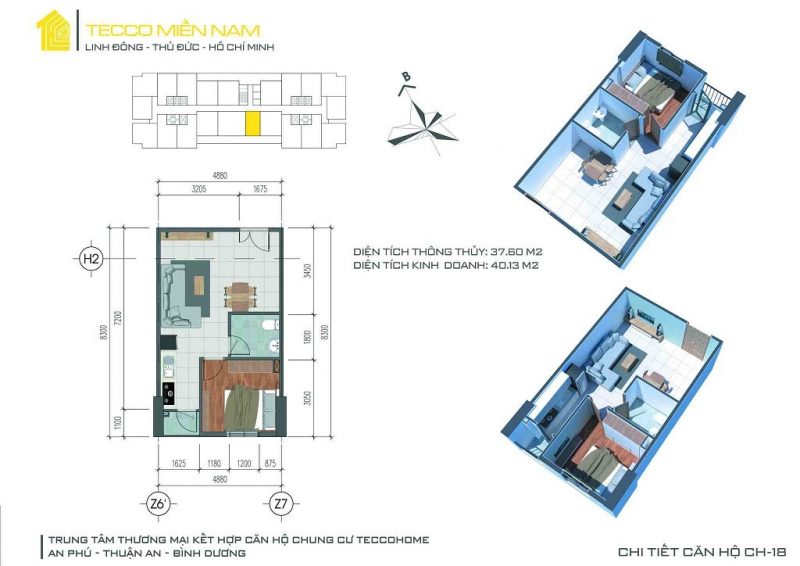 TECCO MIỀN NAM
LINH ĐÔNG - THỦ ĐỨC - HỒ CHÍ MINH
B
4880
3205 1675
H2
DIỆN TÍCH THÔNG THỦY: 37.60 M2
DIỆN TÍCH KINH DOANH: 40.13 M2
8300
7200
1100
3450
1800
3050
8300
1625 1180 1200 875
4880
Z6' Z7
TRUNG TÂM THƯƠNG MẠI KẾT HỢP CĂN HỘ CHUNG CƯ TECCOHOME
AN PHÚ - THUẬN AN - BÌNH DƯƠNG
CHI TIẾT CĂN HỘ CH-18